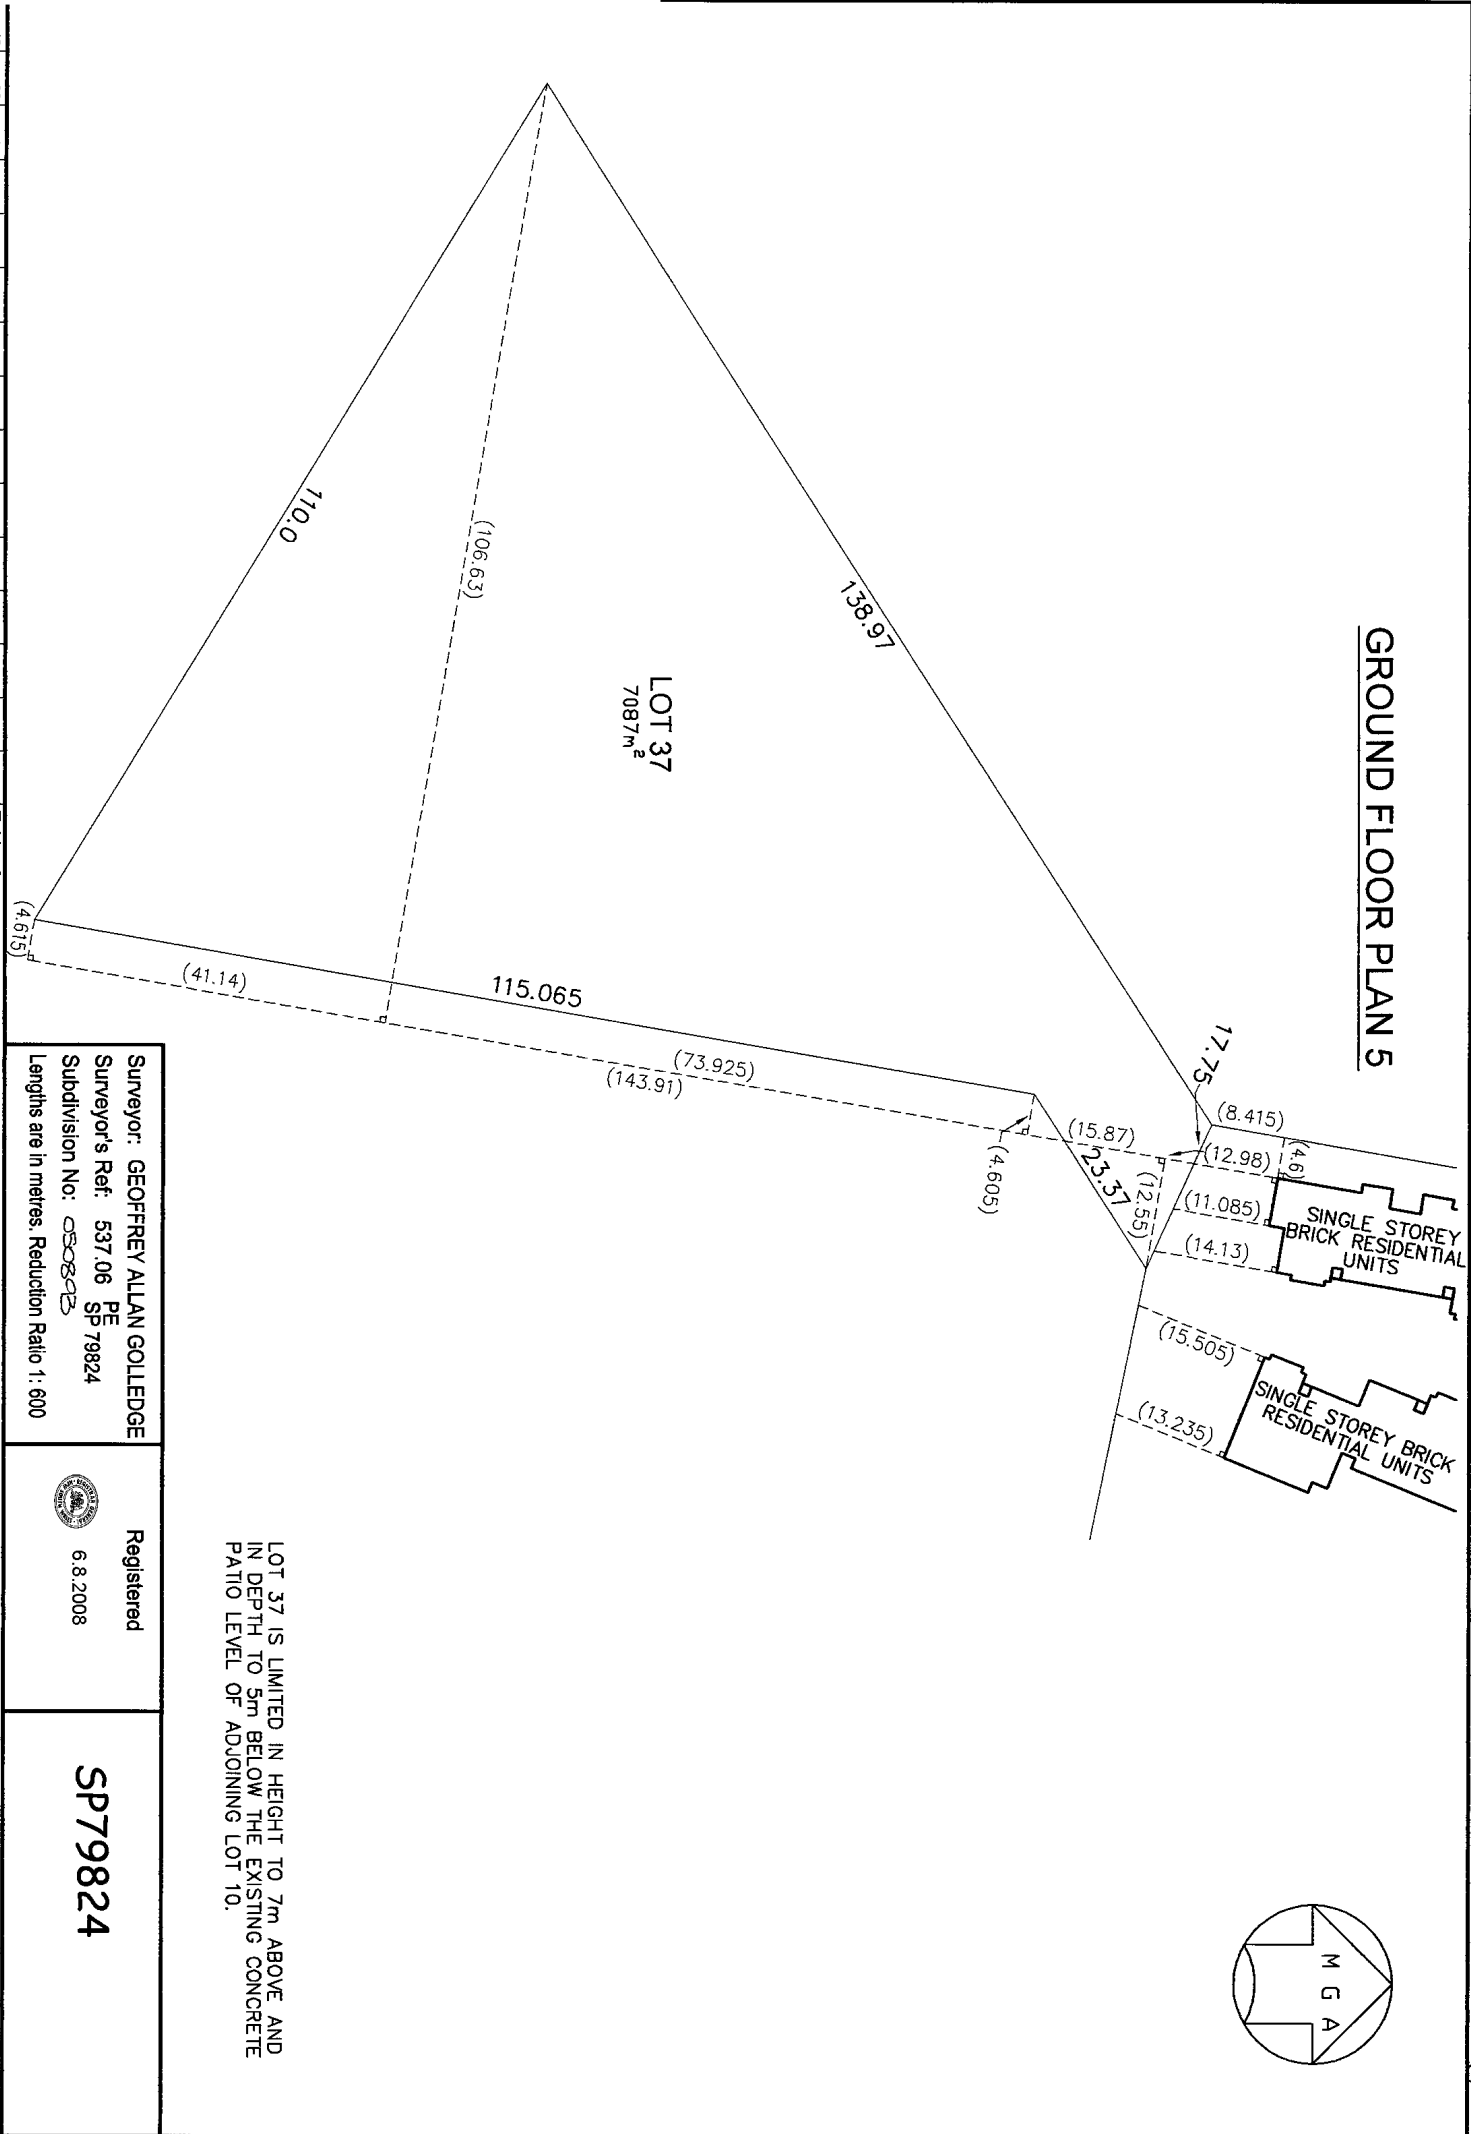 GROUND FLOOR PLAN 5
17.75
(8.415)
(4.6)
(12.98)
(11.085)
(14.13)
SINGLE STOREY
BRICK RESIDENTIAL
UNITS
(15.87)
(12.55)
23.37
(4.605)
(15.505)
(13.235)
SINGLE STOREY BRICK
RESIDENTIAL UNITS
M G A
138.97
LOT 37
7087m²
(106.63)
110.0
115.065
(73.925)
(143.91)
(41.14)
(4.615)
LOT 37 IS LIMITED IN HEIGHT TO 7m ABOVE AND
IN DEPTH TO 5m BELOW THE EXISTING CONCRETE
PATIO LEVEL OF ADJOINING LOT 10.
Surveyor: GEOFFREY ALLAN GOLLEDGE
Surveyor's Ref: 537.06 PE
SP 79824
Subdivision No: 050809B
Lengths are in metres. Reduction Ratio 1: 600
Registered
6.8.2008
SP79824